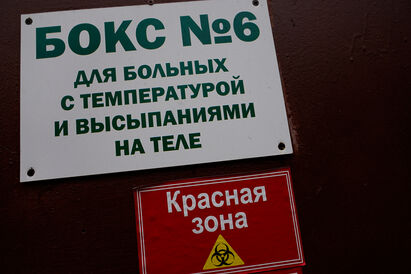 БОКС №6
ДЛЯ БОЛЬНЫХ
С ТЕМПЕРАТУРОЙ
И ВЫСЫПАНИЯМИ
НА ТЕЛЕ
Красная
зона